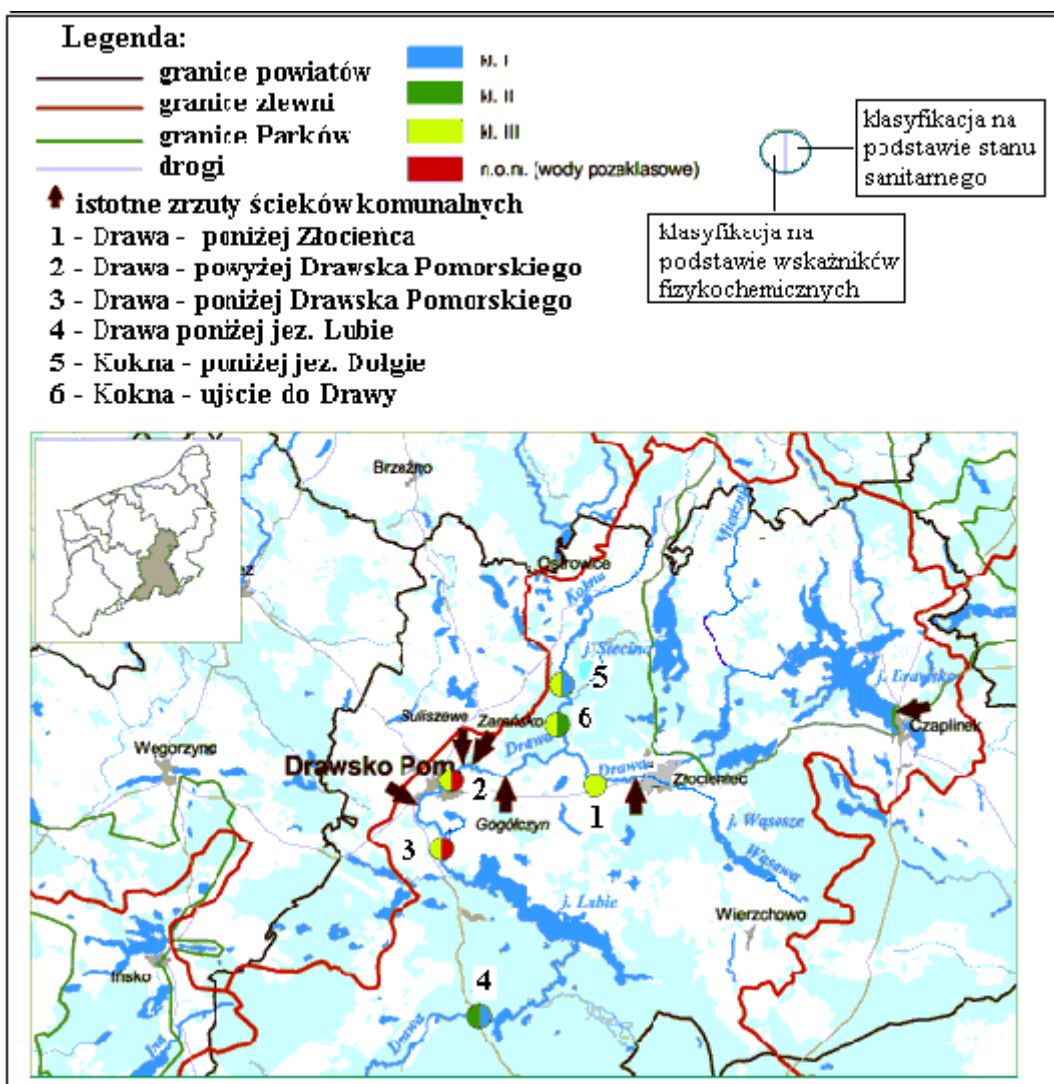 Legenda:
granice powiatów
granice zlewni
granice Parków
drogi
kl. I
kl. II
kl. III
n.o.n. (wody pozaklasowe)
klasyfikacja na
podstawie stanu
sanitarnego
klasyfikacja na
podstawie wskaźników
fizykochemicznych
istotne zrzuty ścieków komunalnych
1 - Drawa - poniżej Złocieńca
2 - Drawa - powyżej Drawska Pomorskiego
3 - Drawa - poniżej Drawska Pomorskiego
4 - Drawa poniżej jez. Lubie
5 - Kokna - poniżej jez. Dołgie
6 - Kokna - ujście do Drawy
Brzeżno
Ostrowice
Kokna
j. Siecina
5
j. Drawsko
Suliszewo
Zarańsko
6
Czaplinek
Węgorzyno
Drawa
Drawsko Pom.
Drawa
Złocieniec
2
1
Gogółczyn
j. Wąsosze
3
Wąsawa
j. Lubie
Wierzchowo
Ińsko
4
Drawa
Ina